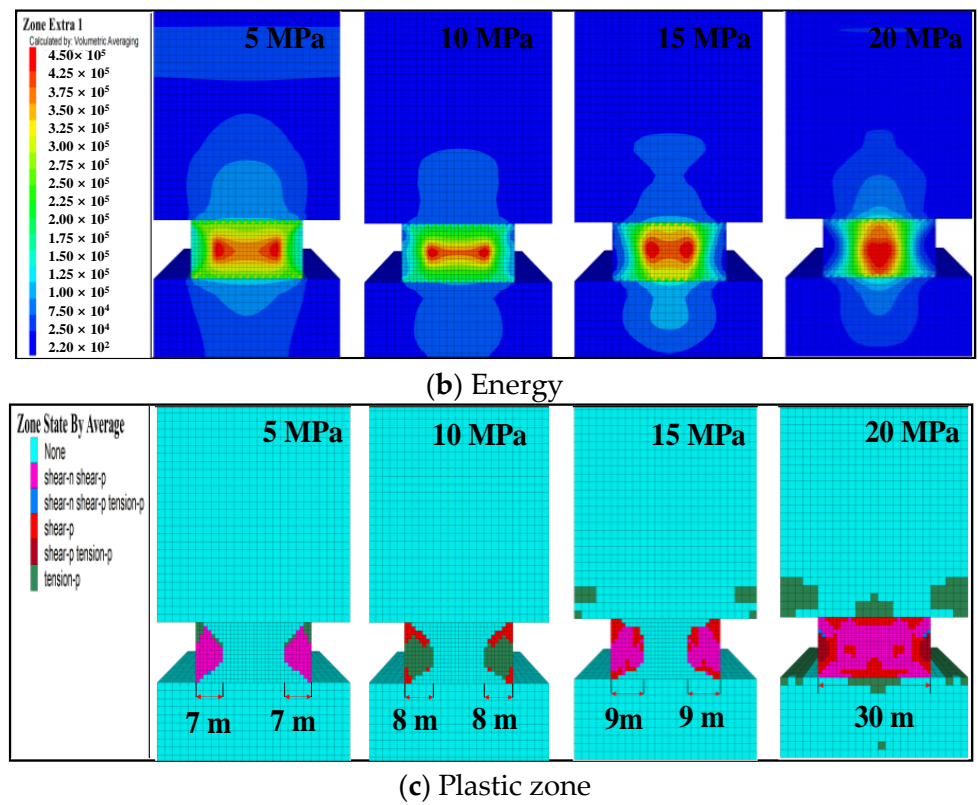 Zone Extra 1
Calculated by: Volumetric Averaging
4.50× 10⁵
4.25 × 10⁵
4.00× 10⁵
3.75 × 10⁵
3.50 × 10⁵
3.25 × 10⁵
3.00 × 10⁵
2.75 × 10⁵
2.50 × 10⁵
2.25 × 10⁵
2.00 × 10⁵
1.75 × 10⁵
1.50 × 10⁵
1.25 × 10⁵
1.00 × 10⁵
7.50 × 10⁴
2.50 × 10⁴
2.20 × 10²
5 MPa
10 MPa
15 MPa
20 MPa
(b) Energy
Zone State By Average
None
shear-n shear-p
shear-n shear-p tension-p
shear-p
shear-p tension-p
tension-p
5 MPa
10 MPa
15 MPa
20 MPa
7 m 7 m
8 m 8 m
9m 9 m
30 m
(c) Plastic zone